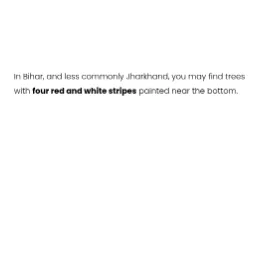 In Bihar, and less commonly Jharkhand, you may find trees
with four red and white stripes painted near the bottom.